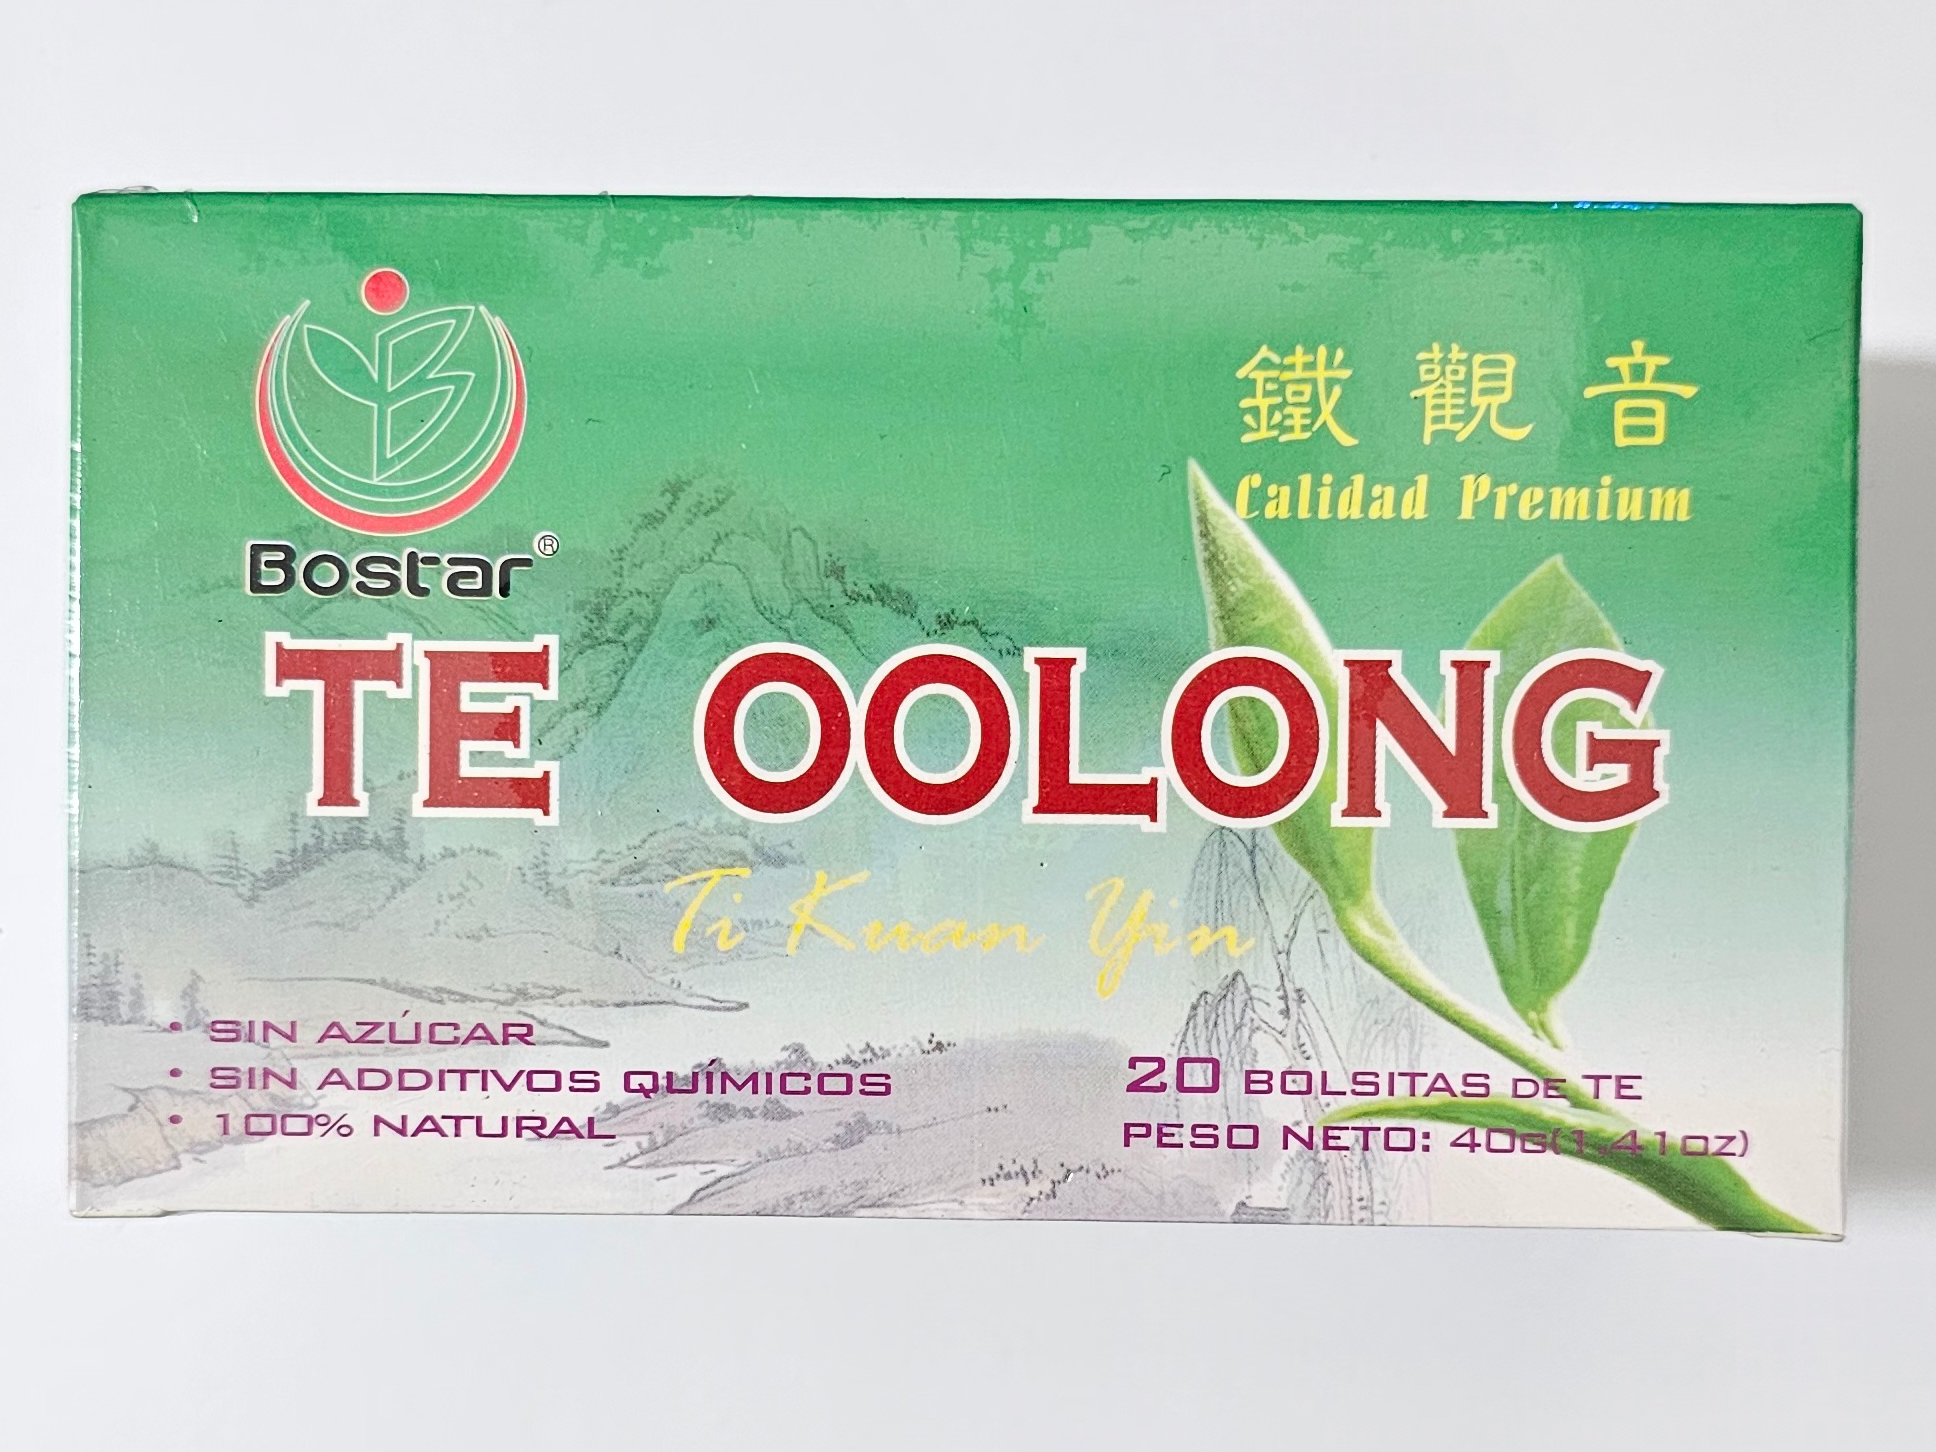 Bostar®
鐵觀音
Calidad Premium
TE OOLONG
Ti Kuan Yin
• SIN AZÚCAR
• SIN ADDITIVOS QUÍMICOS
• 100% NATURAL
20 BOLSITAS DE TE
PESO NETO: 40G(1.41OZ)